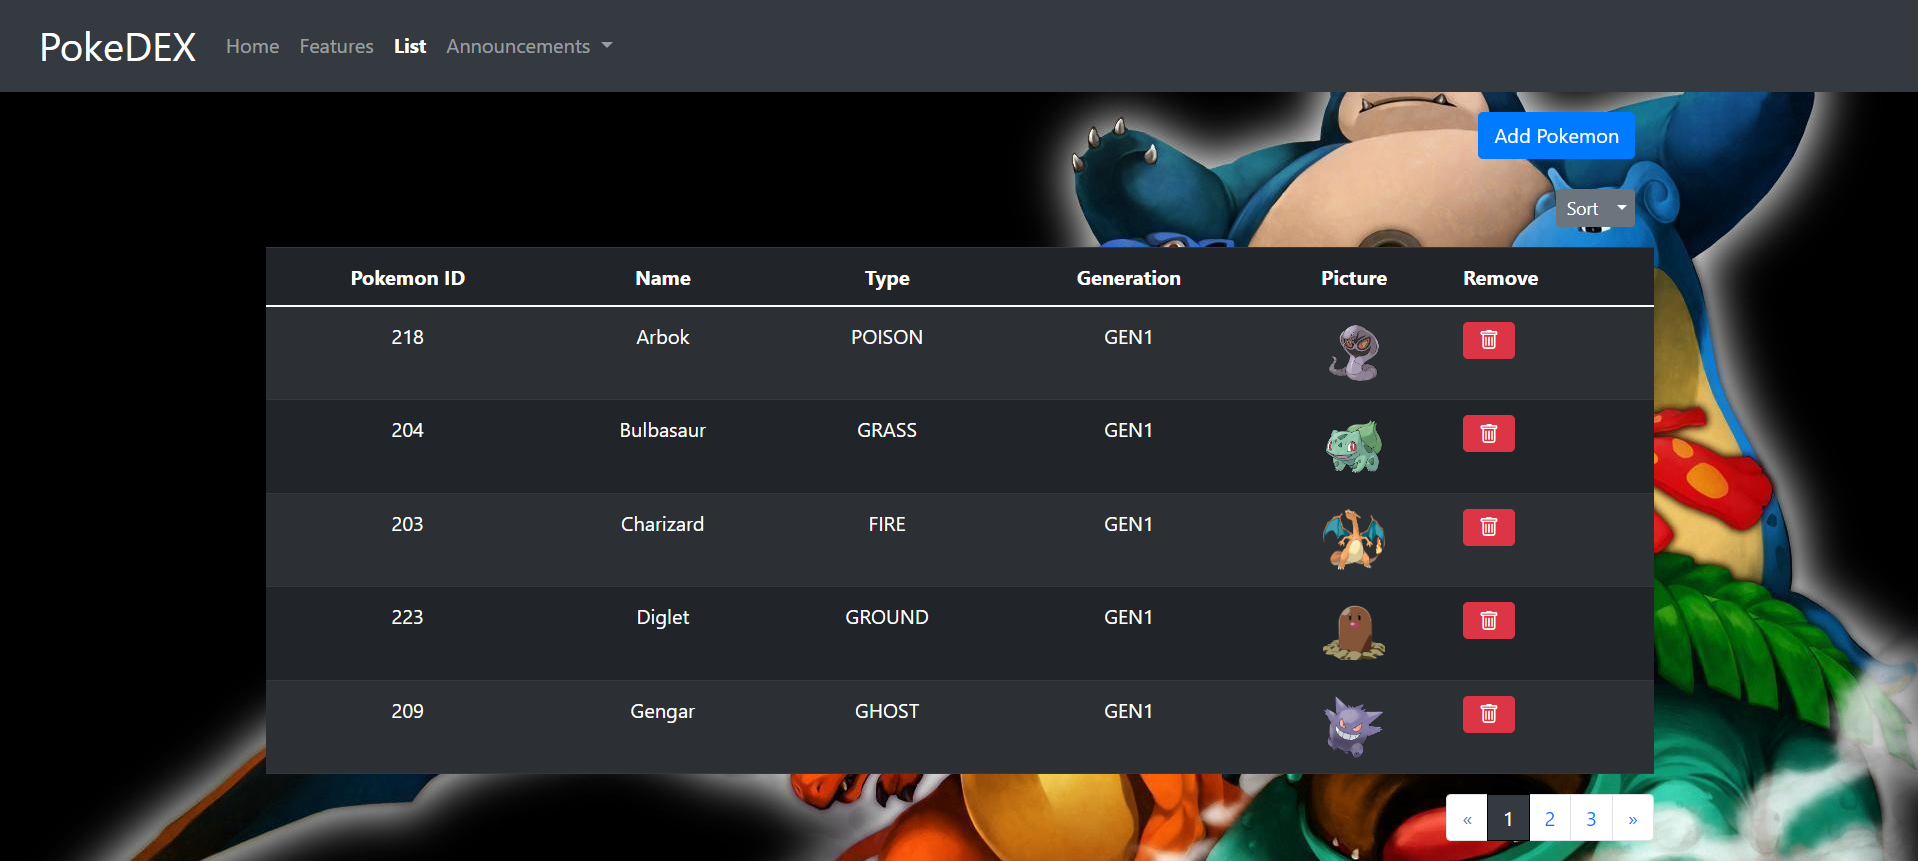 PokeDEX Home Features List Announcements
Add Pokemon
Sort
Pokemon ID Name Type Generation Picture Remove
218 Arbok POISON GEN1
204 Bulbasaur GRASS GEN1
203 Charizard FIRE GEN1
223 Diglet GROUND GEN1
209 Gengar GHOST GEN1
« 1 2 3 »